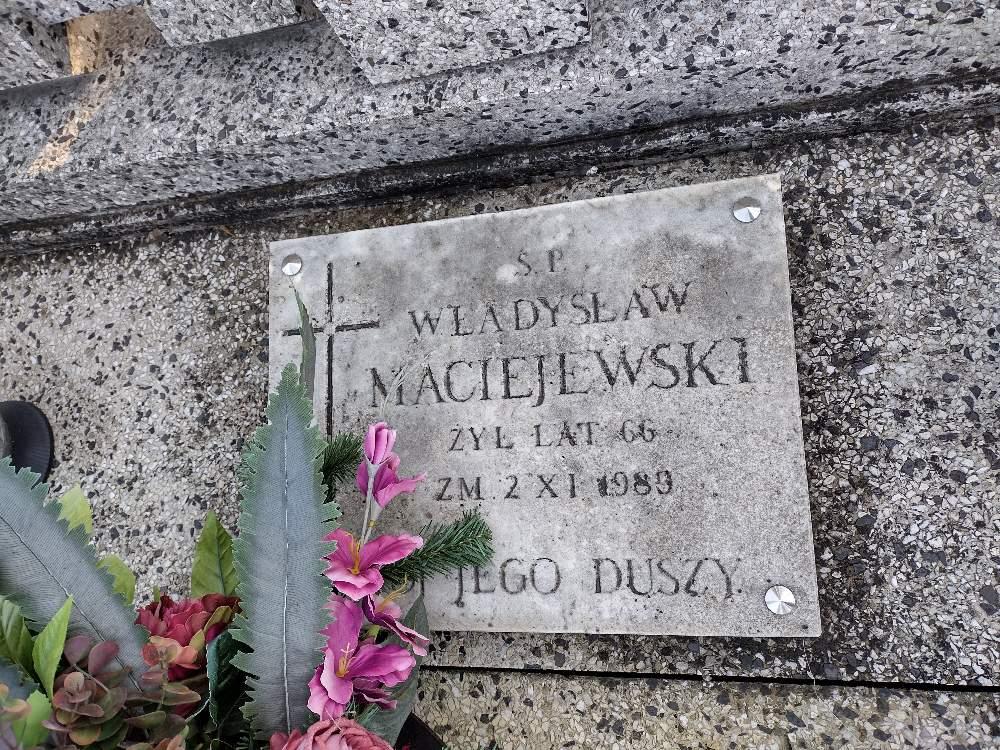 Ś.P.
WŁADYSŁAW
MACIEJEWSKI
ŻYŁ LAT 66
ZM. 2 XI 1989
JEGO DUSZY.